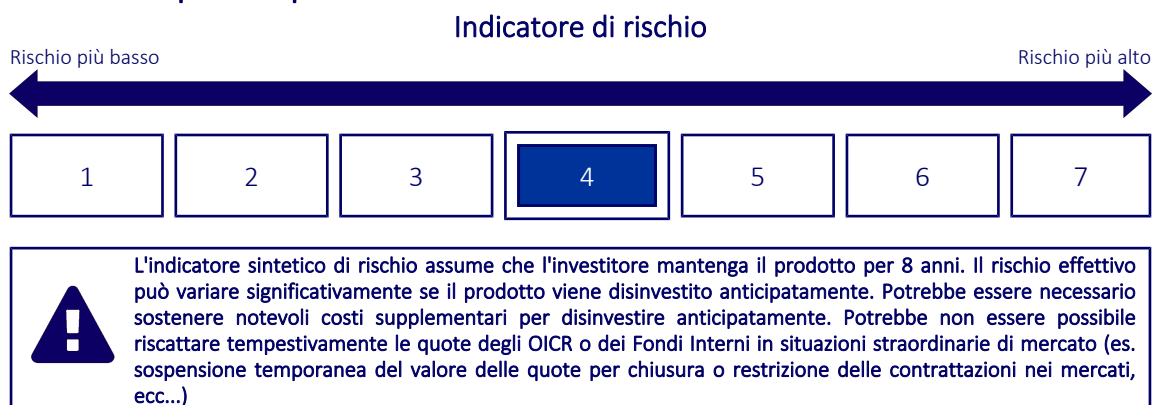 Indicatore di rischio
Rischio più basso
Rischio più alto
1
2
3
4
5
6
7
L'indicatore sintetico di rischio assume che l'investitore mantenga il prodotto per 8 anni. Il rischio effettivo
può variare significativamente se il prodotto viene disinvestito anticipatamente. Potrebbe essere necessario
sostenere notevoli costi supplementari per disinvestire anticipatamente. Potrebbe non essere possibile
riscattare tempestivamente le quote degli OICR o dei Fondi Interni in situazioni straordinarie di mercato (es.
sospensione temporanea del valore delle quote per chiusura o restrizione delle contrattazioni nei mercati,
ecc...)